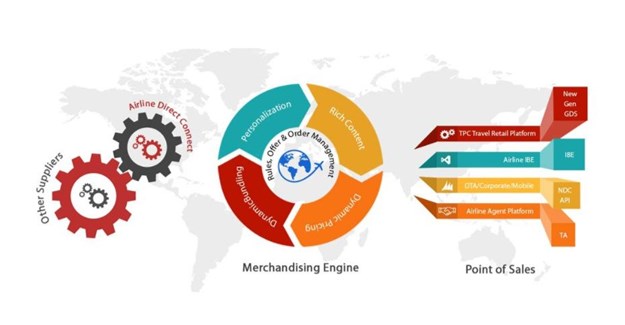 Airline Direct Connect
Other Suppliers
Personalization
Rich Content
Rules, Offer & Order Management
DynamicBundling
Dynamic Pricing
Merchandising Engine
New
Gen
GDS
TPC Travel Retail Platform
Airline IBE
IBE
OTA/Corporate/Mobile
NDC
API
Airline Agent Platform
TA
Point of Sales